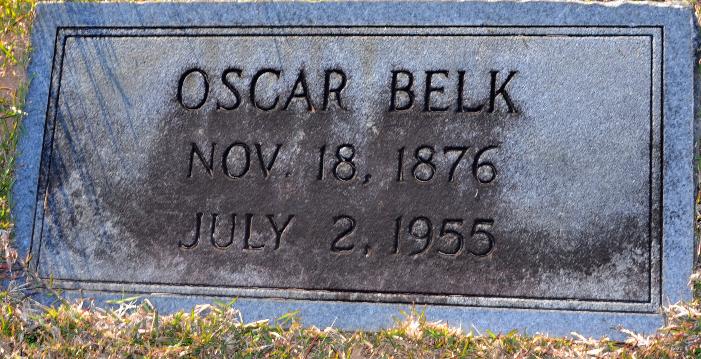 OSCAR BELK
NOV. 18, 1876
JULY 2, 1955